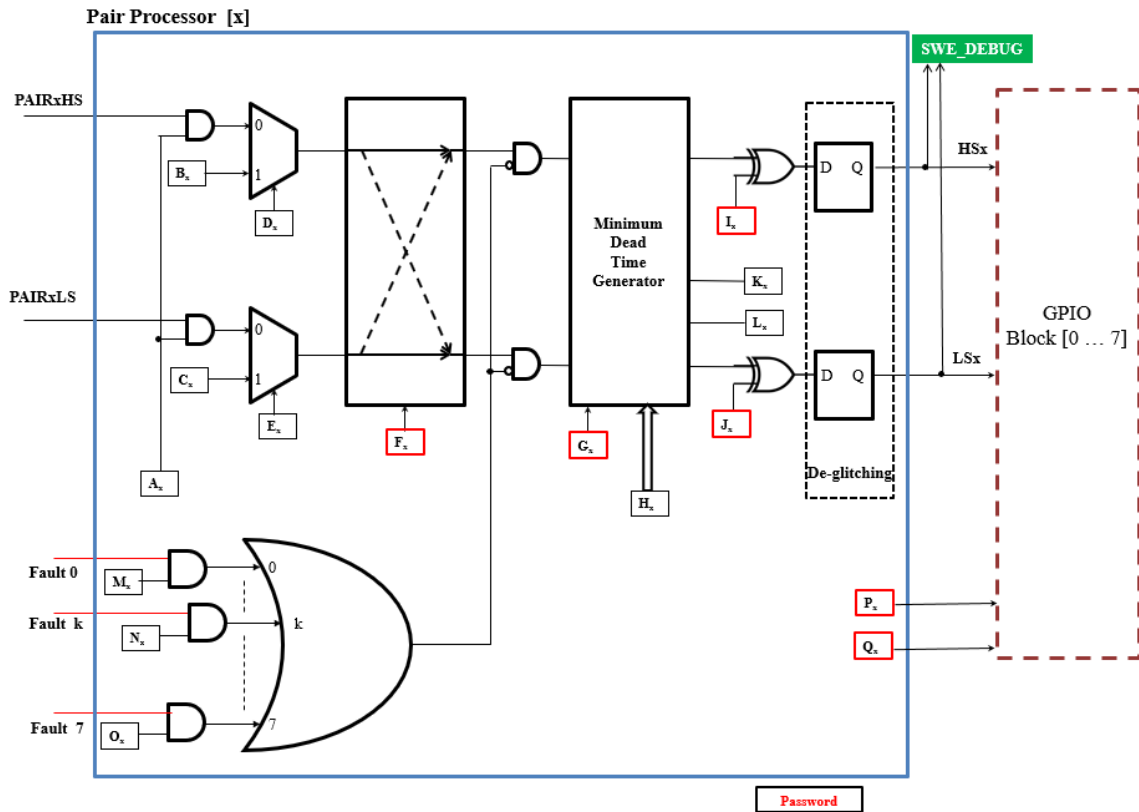 Pair Processor [x]
SWE_DEBUG
PAIRxHS
0
1
Bx
Dx
PAIRxLS
0
1
Cx
Ex
Ax
Fx
Minimum
Dead
Time
Generator
Gx
Hx
Ix
Kx
Lx
Jx
D Q
D Q
De-glitching
HSx
LSx
GPIO
Block [0 … 7]
Fault 0
Mx
0
Fault k
Nx
k
Fault 7
Ox
7
Px
Qx
Password